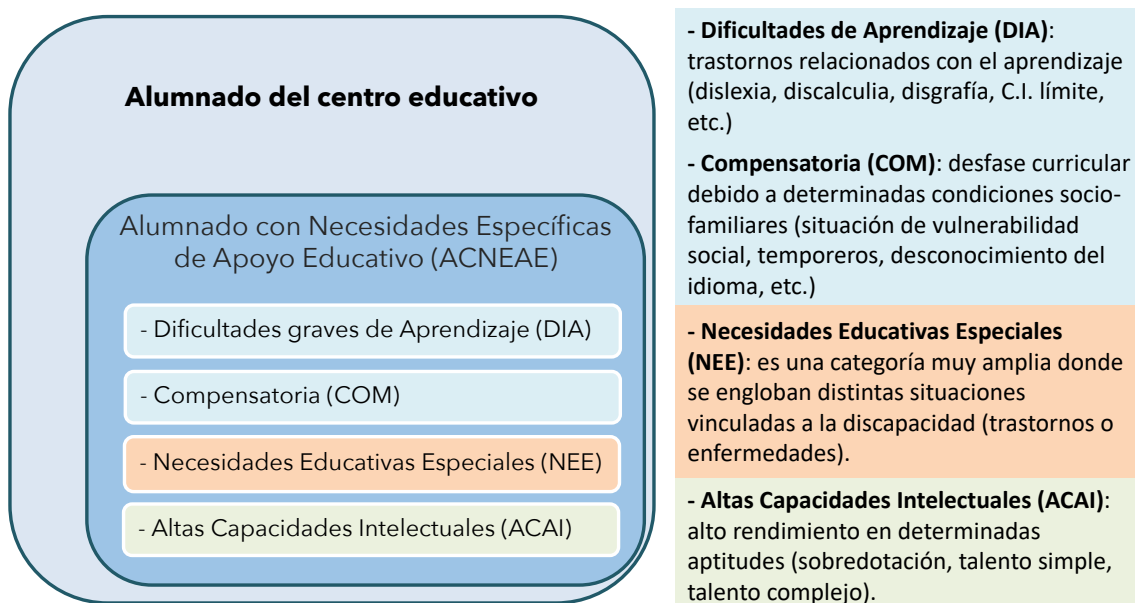 Alumnado del centro educativo
Alumnado con Necesidades Específicas
de Apoyo Educativo (ACNEAE)
- Dificultades graves de Aprendizaje (DIA)
- Compensatoria (COM)
- Necesidades Educativas Especiales (NEE)
- Altas Capacidades Intelectuales (ACAI)
- Dificultades de Aprendizaje (DIA):
trastornos relacionados con el aprendizaje
(dislexia, discalculia, disgrafía, C.I. límite,
etc.)
- Compensatoria (COM): desfase curricular
debido a determinadas condiciones socio-
familiares (situación de vulnerabilidad
social, temporeros, desconocimiento del
idioma, etc.)
- Necesidades Educativas Especiales
(NEE): es una categoría muy amplia donde
se engloban distintas situaciones
vinculadas a la discapacidad (trastornos o
enfermedades).
- Altas Capacidades Intelectuales (ACAI):
alto rendimiento en determinadas
aptitudes (sobredotación, talento simple,
talento complejo).